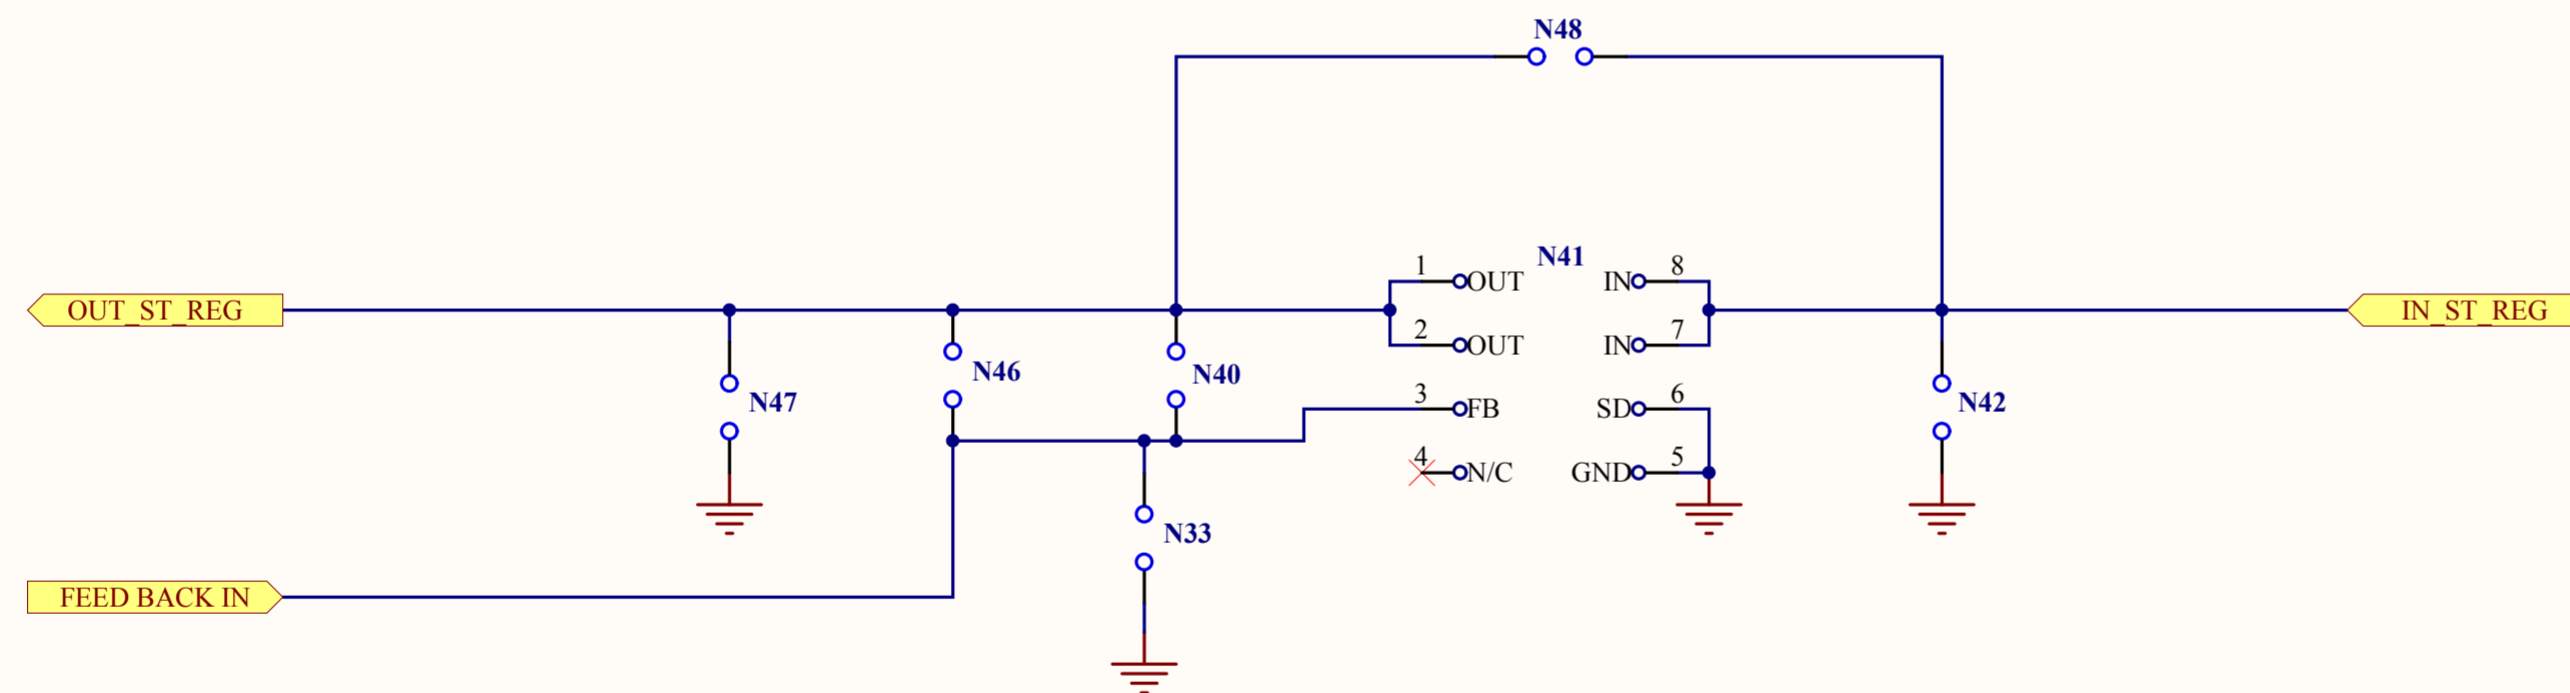 N48
N41
1
OUT
IN
8
OUT_ST_REG
IN_ST_REG
2
OUT
IN
7
N46
N40
3
FB
SD
6
N47
N42
4
N/C
GND
5
N33
FEED BACK IN